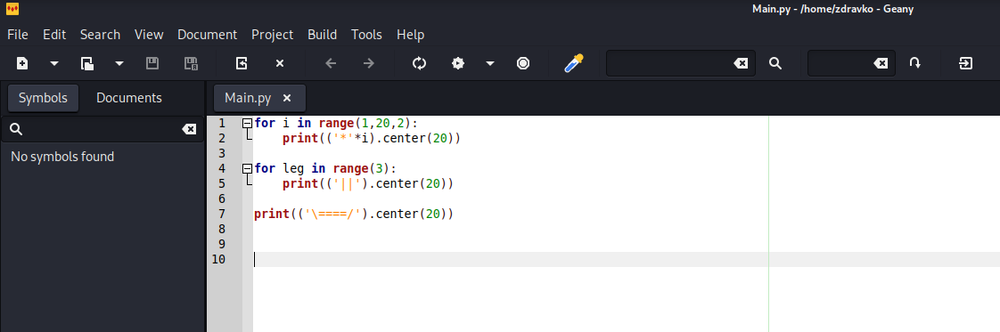 Main.py - /home/zdravko - Geany
File Edit Search View Document Project Build Tools Help
Symbols Documents Main.py
No symbols found
1 for i in range(1,20,2):
2 print(('*'*i).center(20))
3
4 for leg in range(3):
5 print(('||').center(20))
6
7 print(('\====/').center(20))
8
9
10